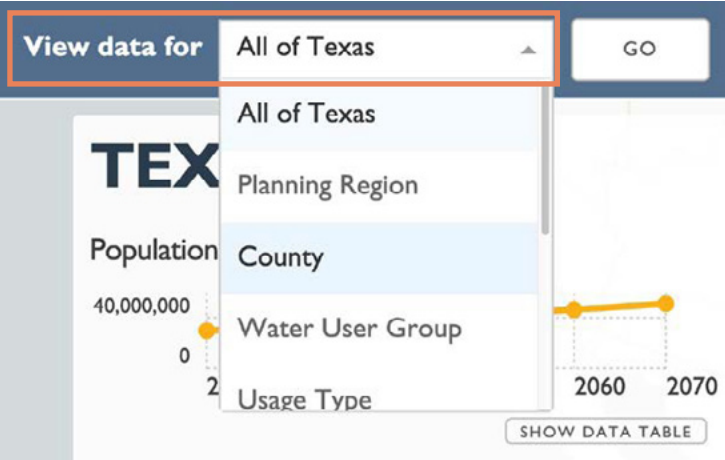 View data for All of Texas GO
All of Texas
TEX
Planning Region
Population
County
40,000,000
Water User Group
0
2 2060 2070
Usage Type
SHOW DATA TABLE